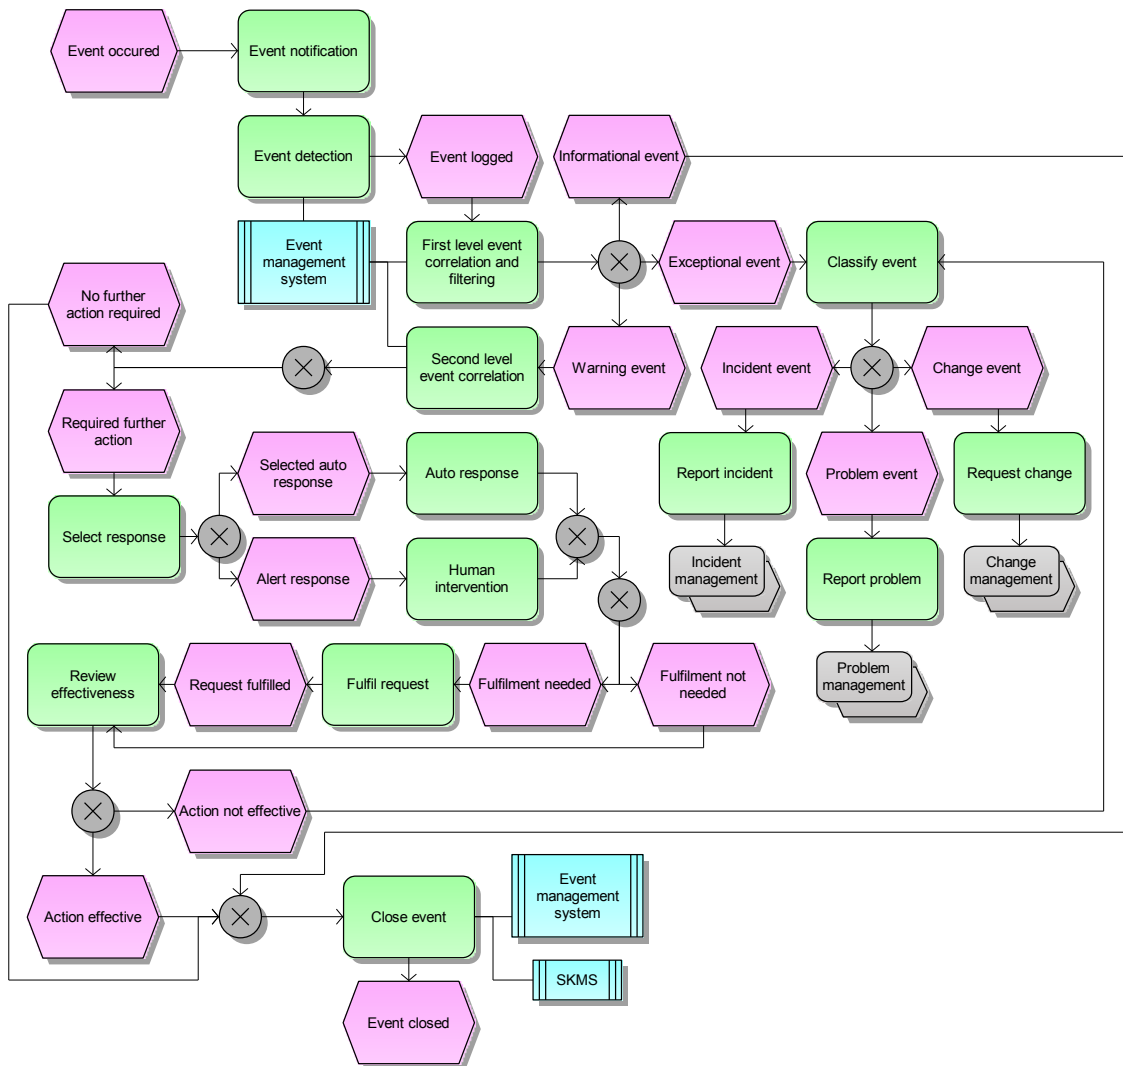 Event occured
Event notification
Event detection
Event logged
Informational event
Event
management
system
First level event
correlation and
filtering
Exceptional event
Classify event
No further
action required
Second level
event correlation
Warning event
Incident event
Change event
Required further
action
Selected auto
response
Auto response
Report incident
Problem event
Request change
Select response
Alert response
Human
intervention
Incident
management
Report problem
Change
management
Review
effectiveness
Request fulfilled
Fulfil request
Fulfilment needed
Fulfilment not
needed
Problem
management
Action not effective
Action effective
Close event
Event
management
system
SKMS
Event closed